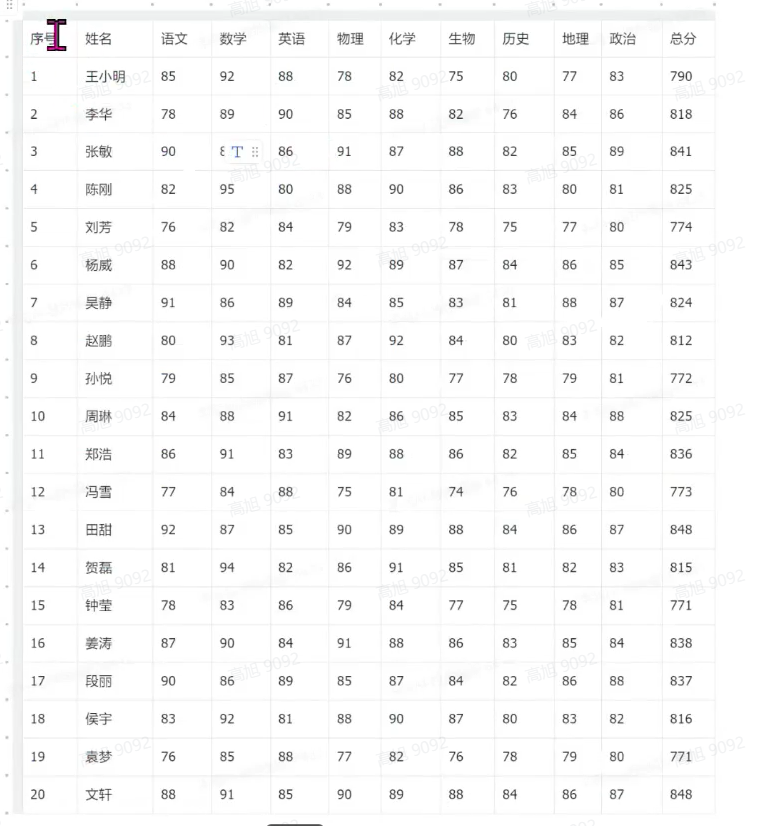 序号 姓名 语文 数学 英语 物理 化学 生物 历史 地理 政治 总分
1 王小明 85 92 88 78 82 75 80 77 83 790
2 李华 78 89 90 85 88 82 76 84 86 818
3 张敏 90 8 T 86 91 87 88 82 85 89 841
4 陈刚 82 95 80 88 90 86 83 80 81 825
5 刘芳 76 82 84 79 83 78 75 77 80 774
6 杨威 88 90 82 92 89 87 84 86 85 843
7 吴静 91 86 89 84 85 83 81 88 87 824
8 赵鹏 80 93 81 87 92 84 80 83 82 812
9 孙悦 79 85 87 76 80 77 78 79 81 772
10 周琳 84 88 91 82 86 85 83 84 88 825
11 郑浩 86 91 83 89 88 86 82 85 84 836
12 冯雪 77 84 88 75 81 74 76 78 80 773
13 田甜 92 87 85 90 89 88 84 86 87 848
14 贺磊 81 94 82 86 91 85 81 82 83 815
15 钟莹 78 83 86 79 84 77 75 78 81 771
16 姜涛 87 90 84 91 88 86 83 85 84 838
17 段丽 90 86 89 85 87 84 82 86 88 837
18 侯宇 83 92 81 88 90 87 80 83 82 816
19 袁梦 76 85 88 77 82 76 78 79 80 771
20 文轩 88 91 85 90 89 88 84 86 87 848
高旭 9092